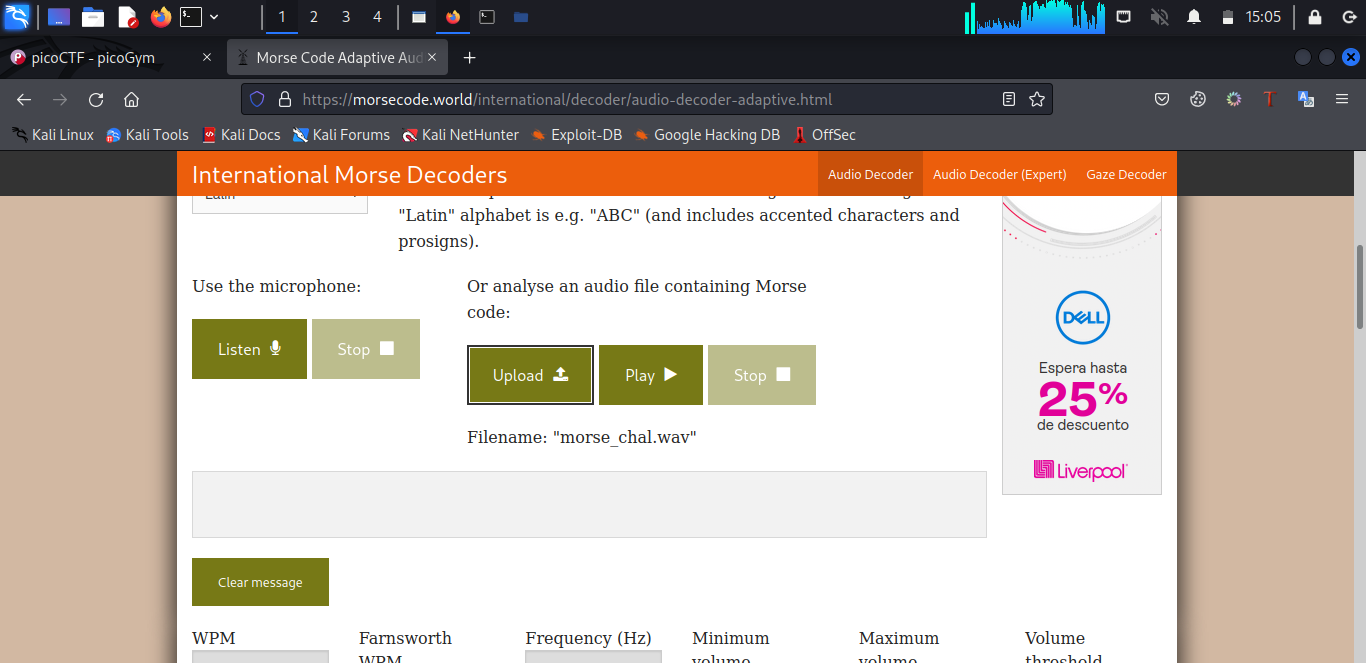 1 2 3 4 15:05
picoCTF - picoGym
Morse Code Adaptive Aud
https://morsecode.world/international/decoder/audio-decoder-adaptive.html
Kali Linux Kali Tools Kali Docs Kali Forums Kali NetHunter Exploit-DB Google Hacking DB OffSec
International Morse Decoders Audio Decoder Audio Decoder (Expert) Gaze Decoder
"Latin" alphabet is e.g. "ABC" (and includes accented characters and
prosigns).
Use the microphone:
Or analyse an audio file containing Morse
code:
Listen Stop
Upload Play Stop
Filename: "morse_chal.wav"
Clear message
WPM Farnsworth Frequency (Hz) Minimum Maximum Volume
WPM volume volume threshold
DELL
Espera hasta
25%
de descuento
Liverpool